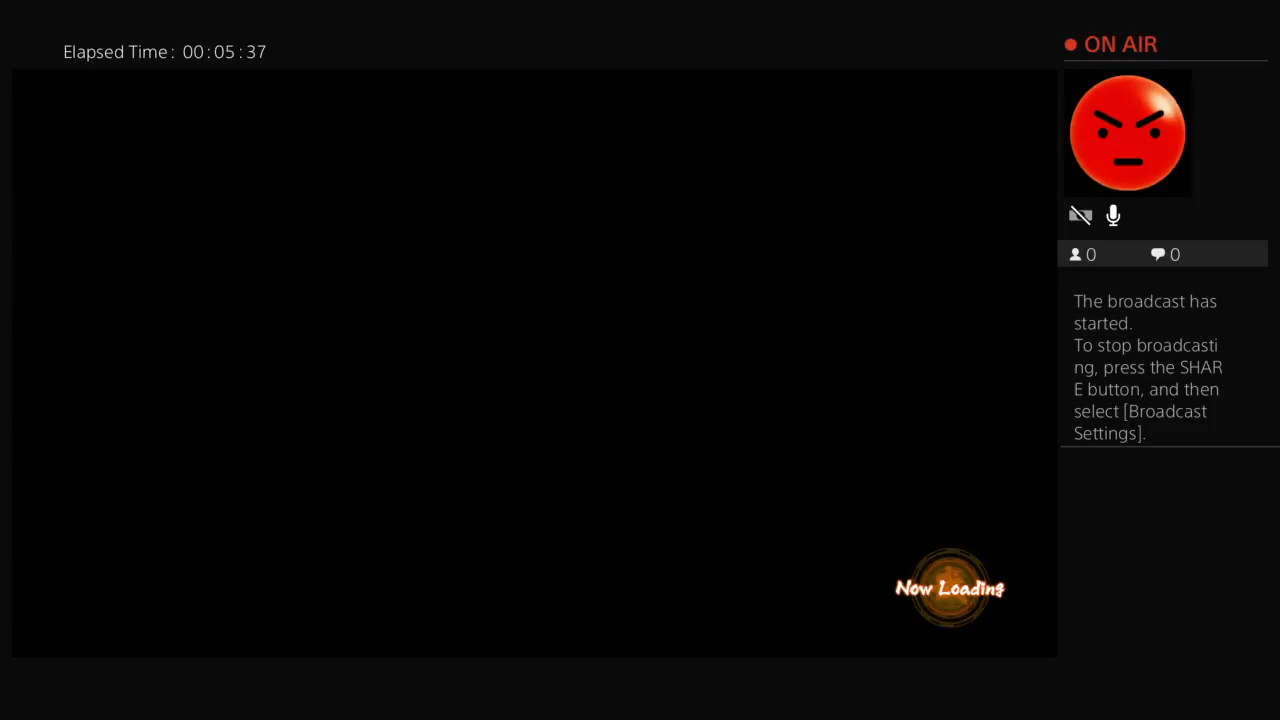 Elapsed Time: 00:05:37
ON AIR
0 0
The broadcast has
started.
To stop broadcasti
ng, press the SHAR
E button, and then
select [Broadcast
Settings].
Now Loading